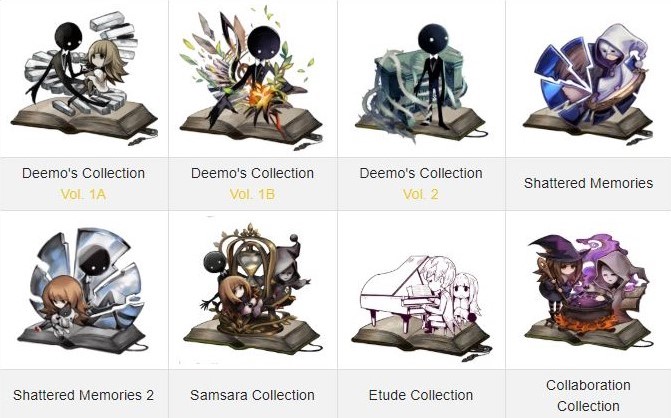 Deemo's Collection
Vol. 1A
Deemo's Collection
Vol. 1B
Deemo's Collection
Vol. 2
Shattered Memories
Shattered Memories 2
Samsara Collection
Etude Collection
Collaboration
Collection